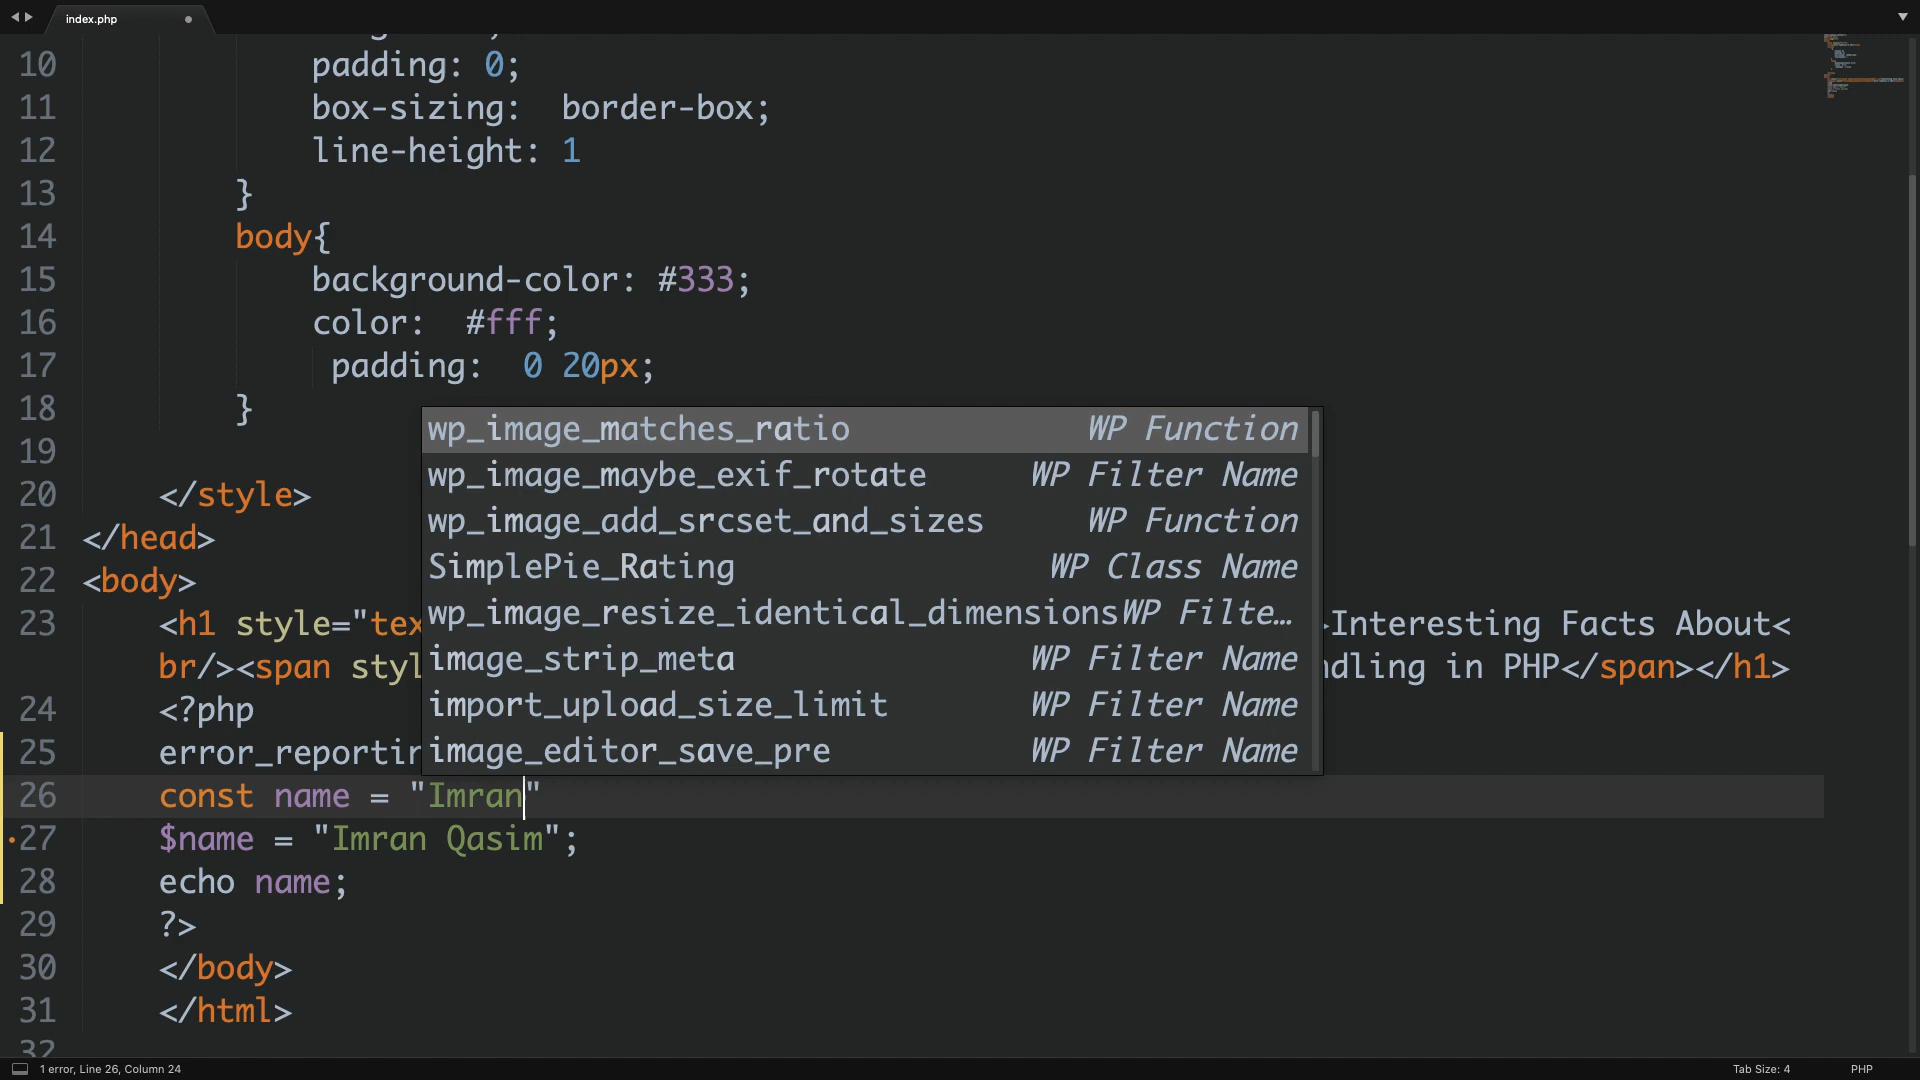 index.php
10 padding: 0;
11 box-sizing: border-box;
12 line-height: 1
13 }
14 body{
15 background-color: #333;
16 color: #fff;
17 padding: 0 20px;
18 }
19
20 </style>
21 </head>
22 <body>
23 <h1 style="tex >Interesting Facts About<
br/><span styl ndling in PHP</span></h1>
24 <?php
25 error_reportin
26 const name = "Imran"
27 $name = "Imran Qasim";
28 echo name;
29 ?>
30 </body>
31 </html>
32
wp_image_matches_ratio WP Function
wp_image_maybe_exif_rotate WP Filter Name
wp_image_add_srcset_and_sizes WP Function
SimplePie_Rating WP Class Name
wp_image_resize_identical_dimensions WP Filte…
image_strip_meta WP Filter Name
import_upload_size_limit WP Filter Name
image_editor_save_pre WP Filter Name
1 error, Line 26, Column 24
Tab Size: 4
PHP